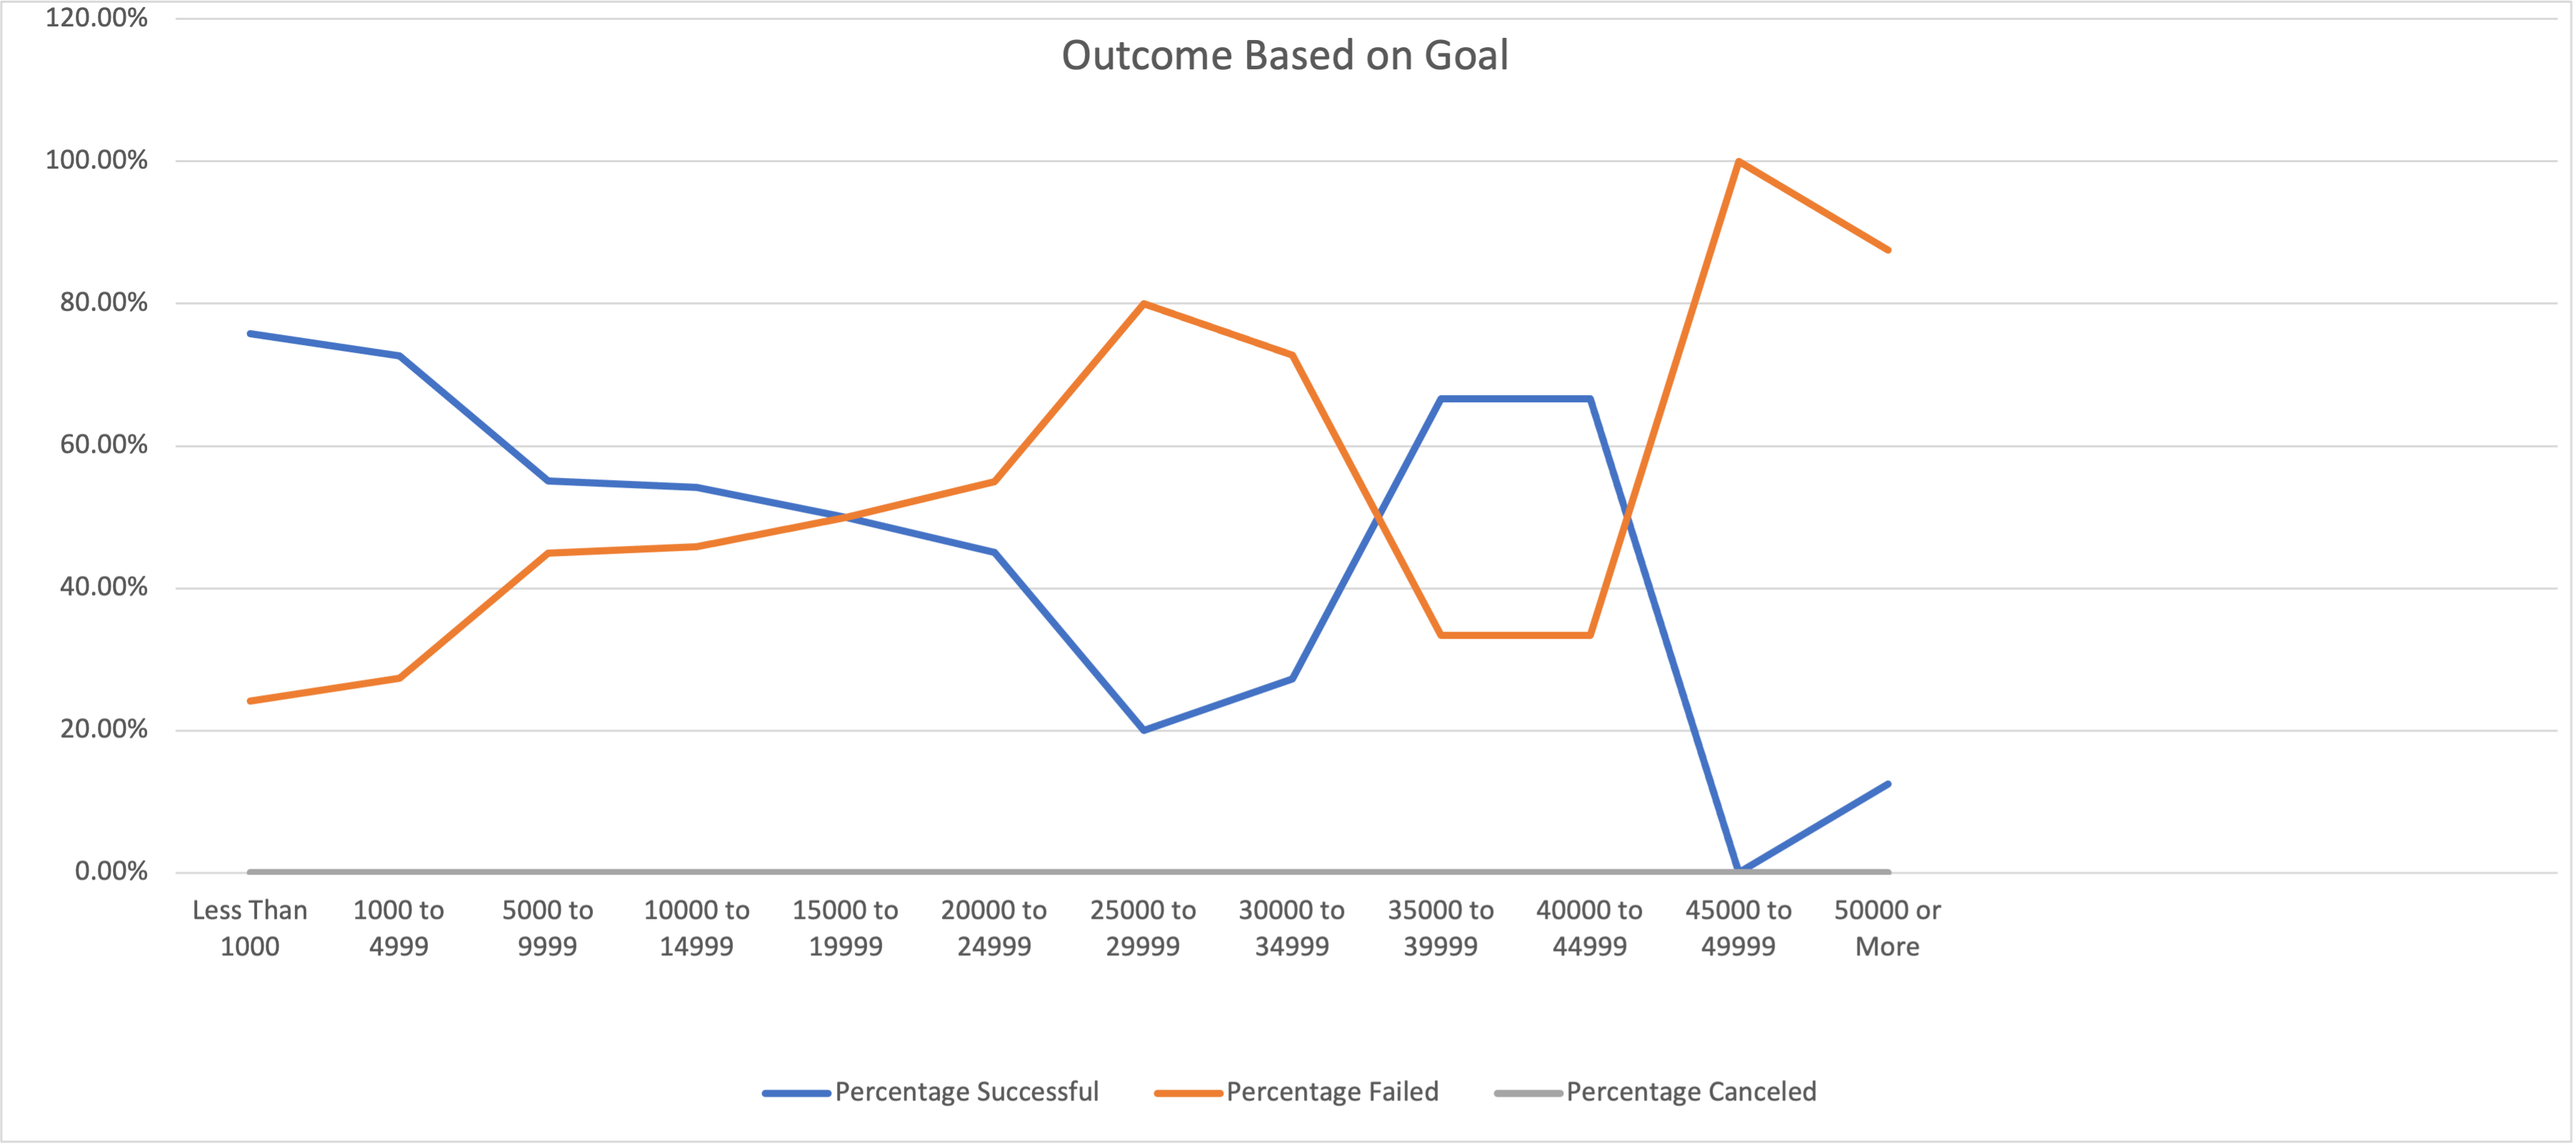 Outcome Based on Goal
120.00%
100.00%
80.00%
60.00%
40.00%
20.00%
0.00%
Less Than
1000
1000 to
4999
5000 to
9999
10000 to
14999
15000 to
19999
20000 to
24999
25000 to
29999
30000 to
34999
35000 to
39999
40000 to
44999
45000 to
49999
50000 or
More
Percentage Successful
Percentage Failed
Percentage Canceled